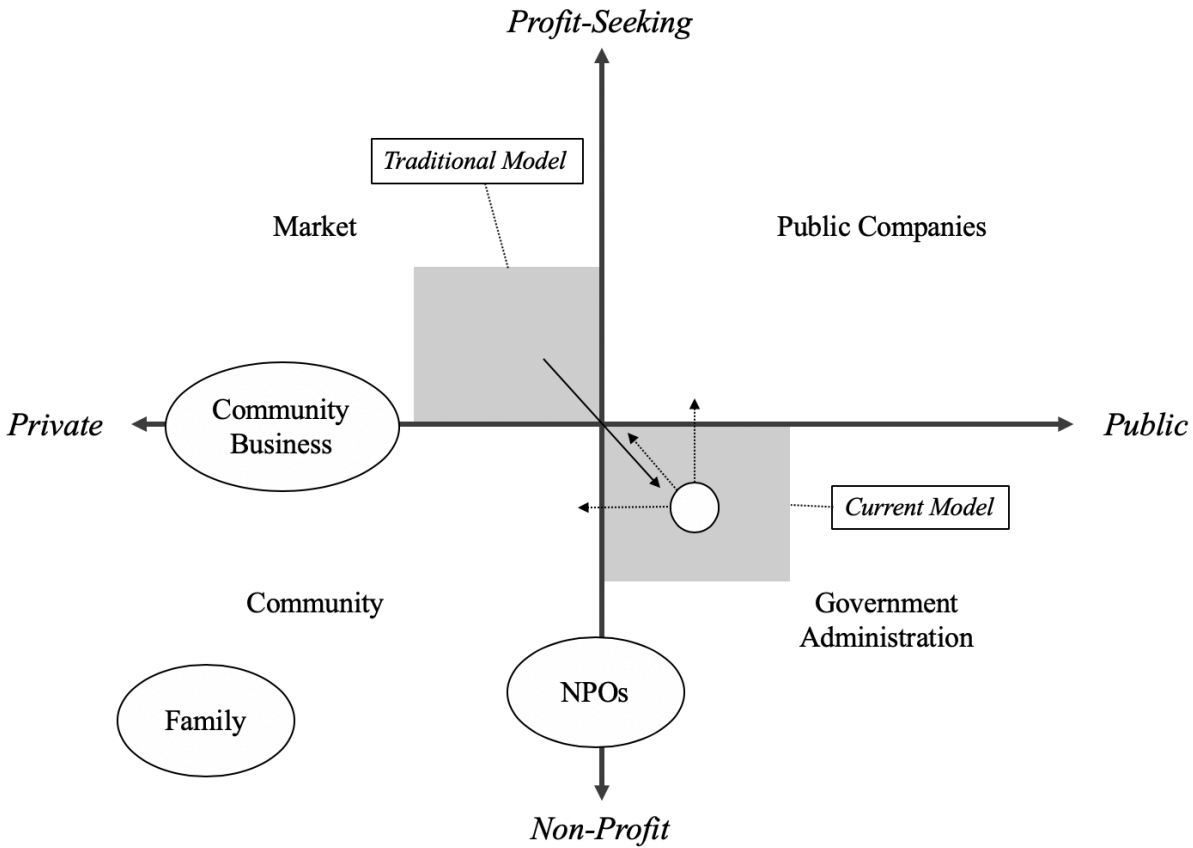 Profit-Seeking
Traditional Model
Market
Public Companies
Private
Community
Business
Public
Current Model
Community
Government
Administration
NPOs
Family
Non-Profit